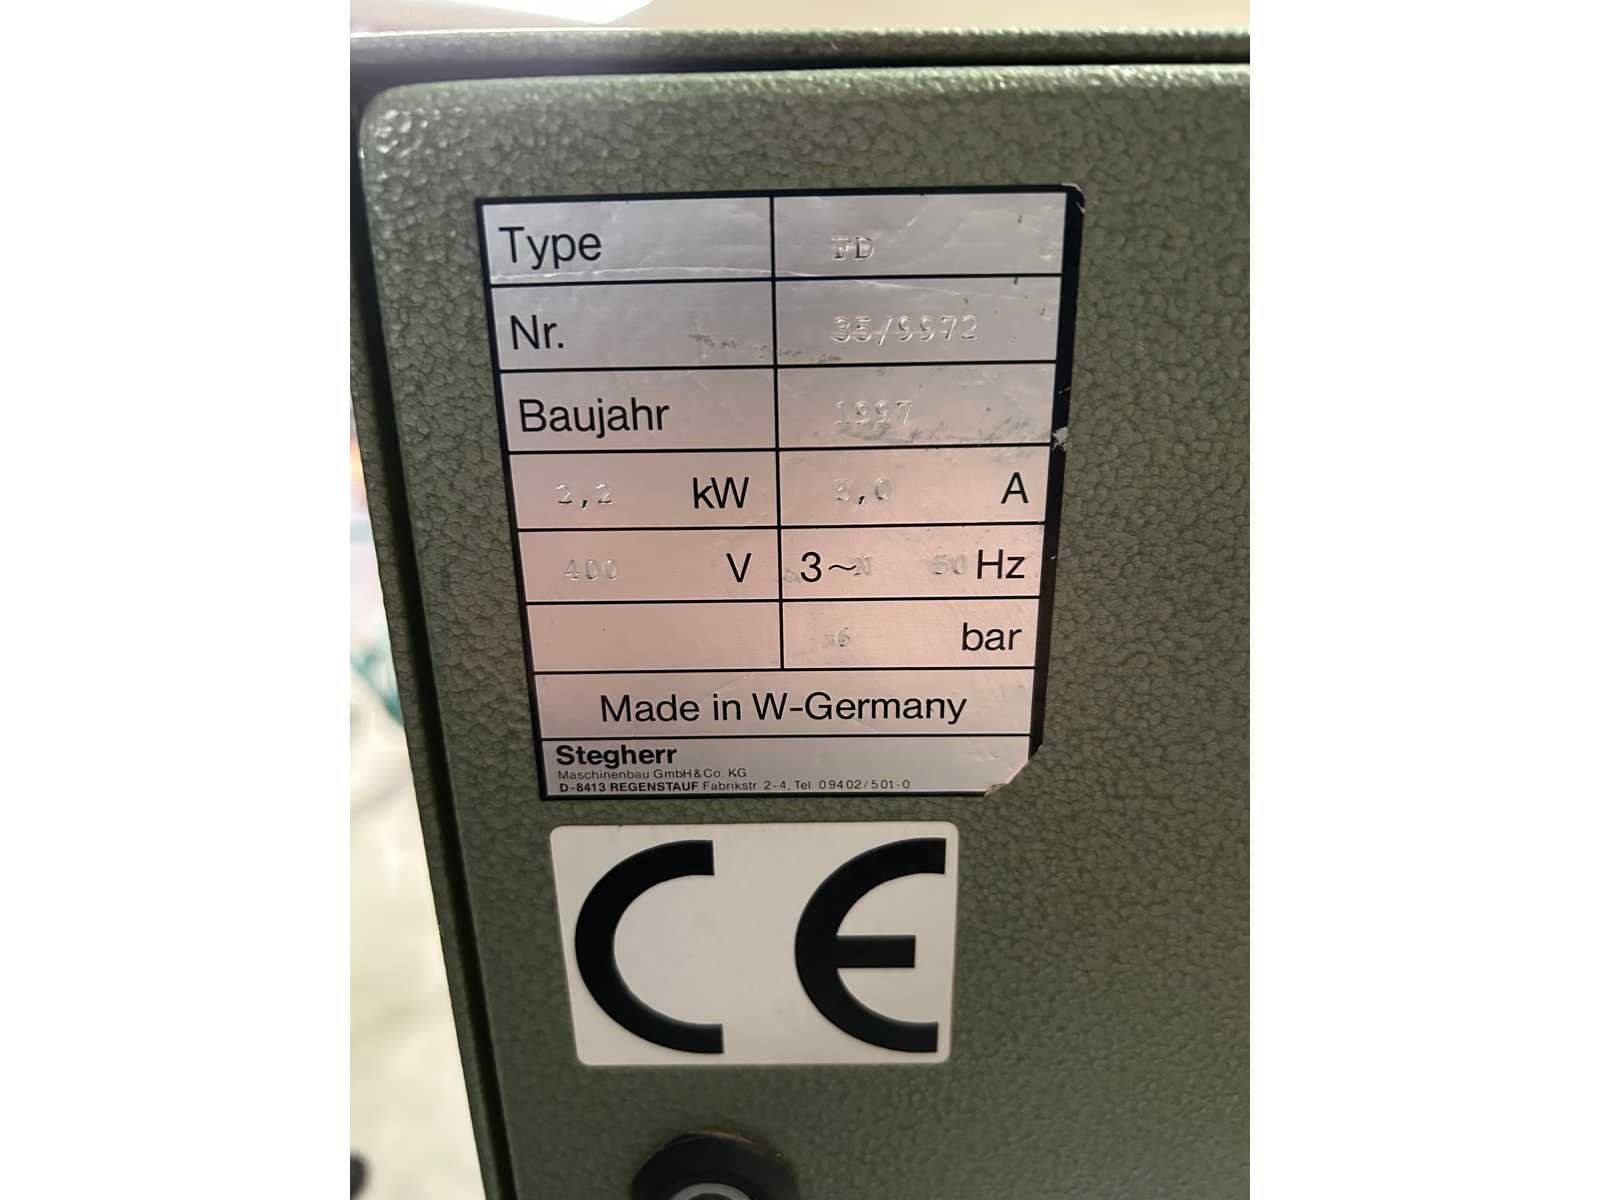 Type FD
Nr. 35/9972
Baujahr 1997
2,2 kW 5,0 A
400 V 3~N 50 Hz
6 bar
Made in W-Germany
Stegherr
Maschinenbau GmbH & Co. KG
D-8413 REGENSTAUF Fabrikstr. 2-4, Tel. 09402/501-0
CE